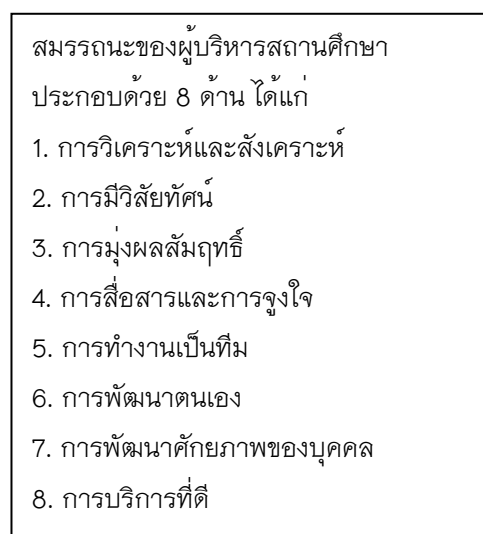 สมรรถนะของผู้บริหารสถานศึกษา
ประกอบด้วย 8 ด้าน ได้แก่
1. การวิเคราะห์และสังเคราะห์
2. การมีวิสัยทัศน์
3. การมุ่งผลสัมฤทธิ์
4. การสื่อสารและการจูงใจ
5. การทำงานเป็นทีม
6. การพัฒนาตนเอง
7. การพัฒนาศักยภาพของบุคคล
8. การบริการที่ดี